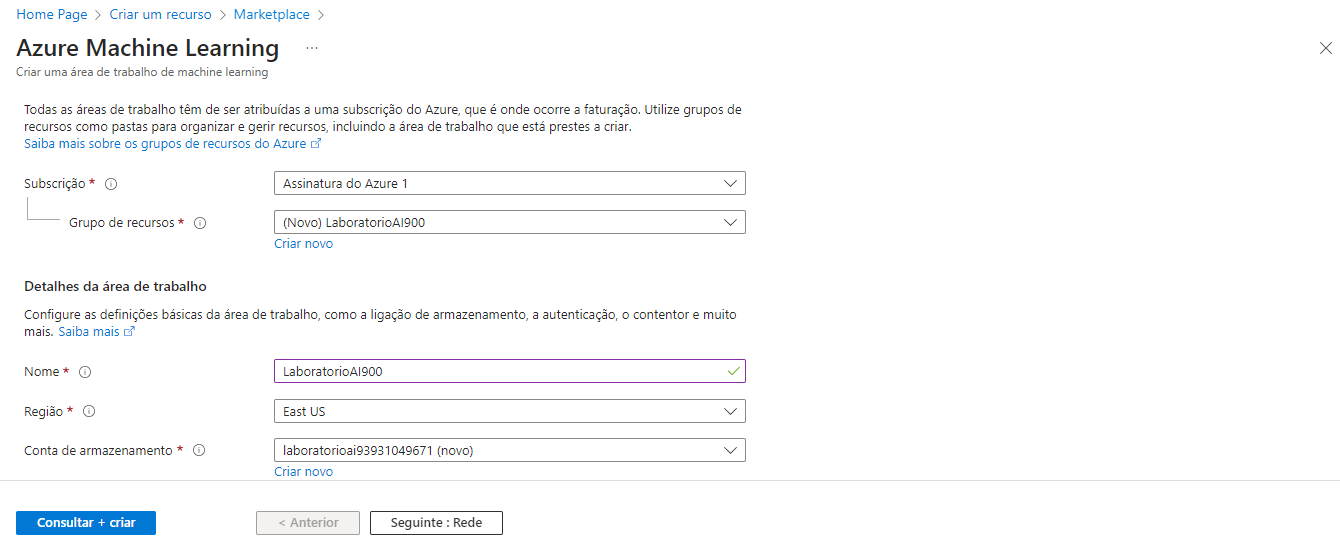 Home Page > Criar um recurso > Marketplace >
Azure Machine Learning ...
Criar uma área de trabalho de machine learning
Todas as áreas de trabalho têm de ser atribuídas a uma subscrição do Azure, que é onde ocorre a faturação. Utilize grupos de
recursos como pastas para organizar e gerir recursos, incluindo a área de trabalho que está prestes a criar.
Saiba mais sobre os grupos de recursos do Azure
Subscrição * Assinatura do Azure 1
Grupo de recursos * (Novo) LaboratorioAI900
Criar novo
Detalhes da área de trabalho
Configure as definições básicas da área de trabalho, como a ligação de armazenamento, a autenticação, o contentor e muito
mais. Saiba mais
Nome * LaboratorioAI900
Região * East US
Conta de armazenamento * laboratorioai93931049671 (novo)
Criar novo
Consultar + criar < Anterior Seguinte : Rede